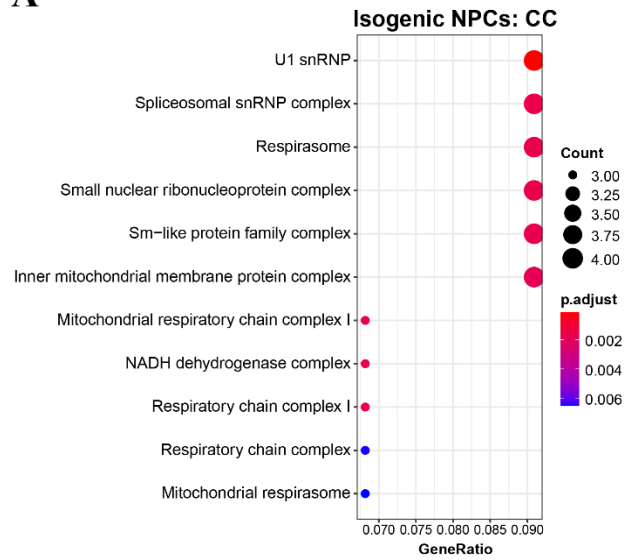 A
Isogenic NPCs: CC
U1 snRNP
Spliceosomal snRNP complex
Respirasome
Small nuclear ribonucleoprotein complex
Sm−like protein family complex
Inner mitochondrial membrane protein complex
Mitochondrial respiratory chain complex I
NADH dehydrogenase complex
Respiratory chain complex I
Respiratory chain complex
Mitochondrial respirasome
0.070 0.075 0.080 0.085 0.090
GeneRatio
Count
3.00
3.25
3.50
3.75
4.00
p.adjust
0.002
0.004
0.006